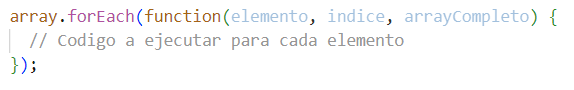 array.forEach(function(elemento, indice, arrayCompleto) {
// Codigo a ejecutar para cada elemento
});